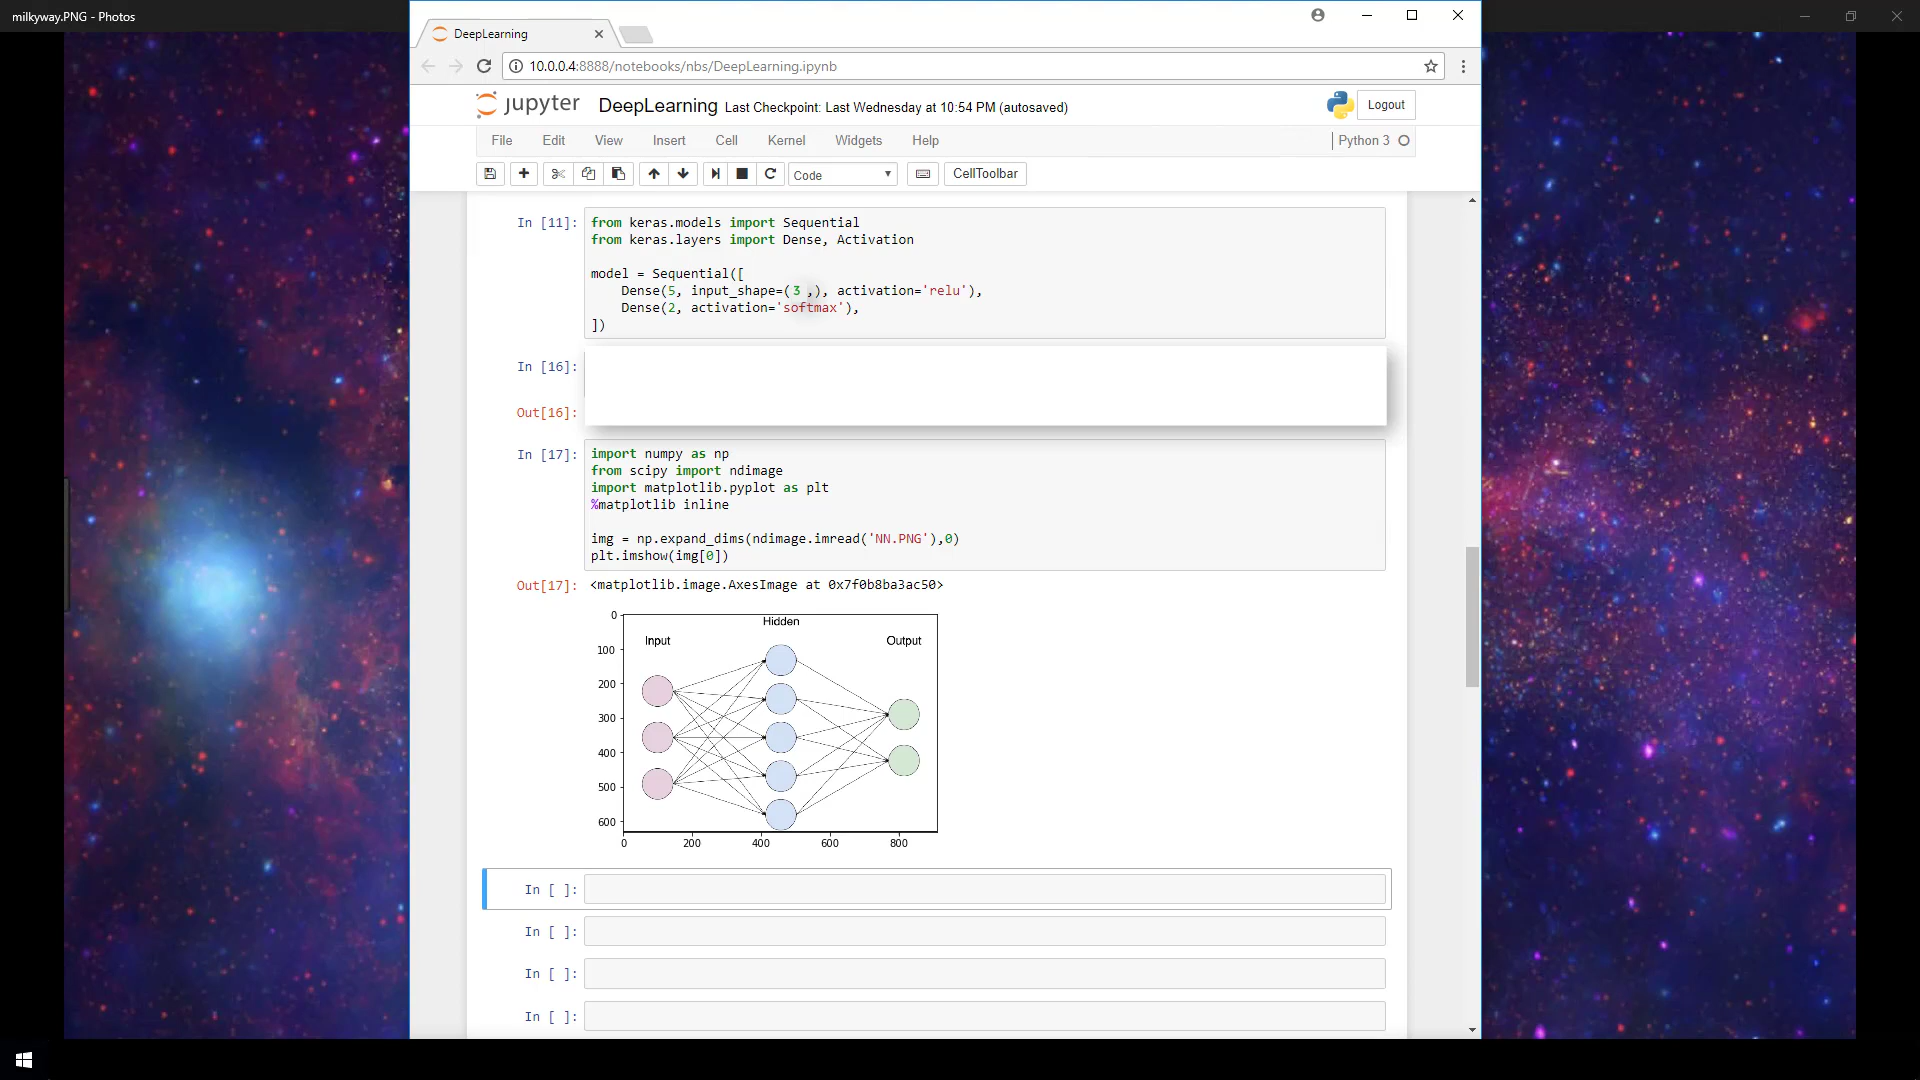 milkyway.PNG - Photos
DeepLearning
10.0.0.4:8888/notebooks/nbs/DeepLearning.ipynb
jupyter DeepLearning Last Checkpoint: Last Wednesday at 10:54 PM (autosaved)
Logout
File Edit View Insert Cell Kernel Widgets Help
Python 3
Code
CellToolbar
In [11]:
from keras.models import Sequential
from keras.layers import Dense, Activation
model = Sequential([
Dense(5, input_shape=(3,), activation='relu'),
Dense(2, activation='softmax'),
])
In [16]:
Out[16]:
In [17]:
import numpy as np
from scipy import ndimage
import matplotlib.pyplot as plt
%matplotlib inline
img = np.expand_dims(ndimage.imread('NN.PNG'),0)
plt.imshow(img[0])
Out[17]: <matplotlib.image.AxesImage at 0x7f0b8ba3ac50>
0
100
200
300
400
500
600
Hidden
Input
Output
0 200 400 600 800
In [ ]:
In [ ]:
In [ ]:
In [ ]: